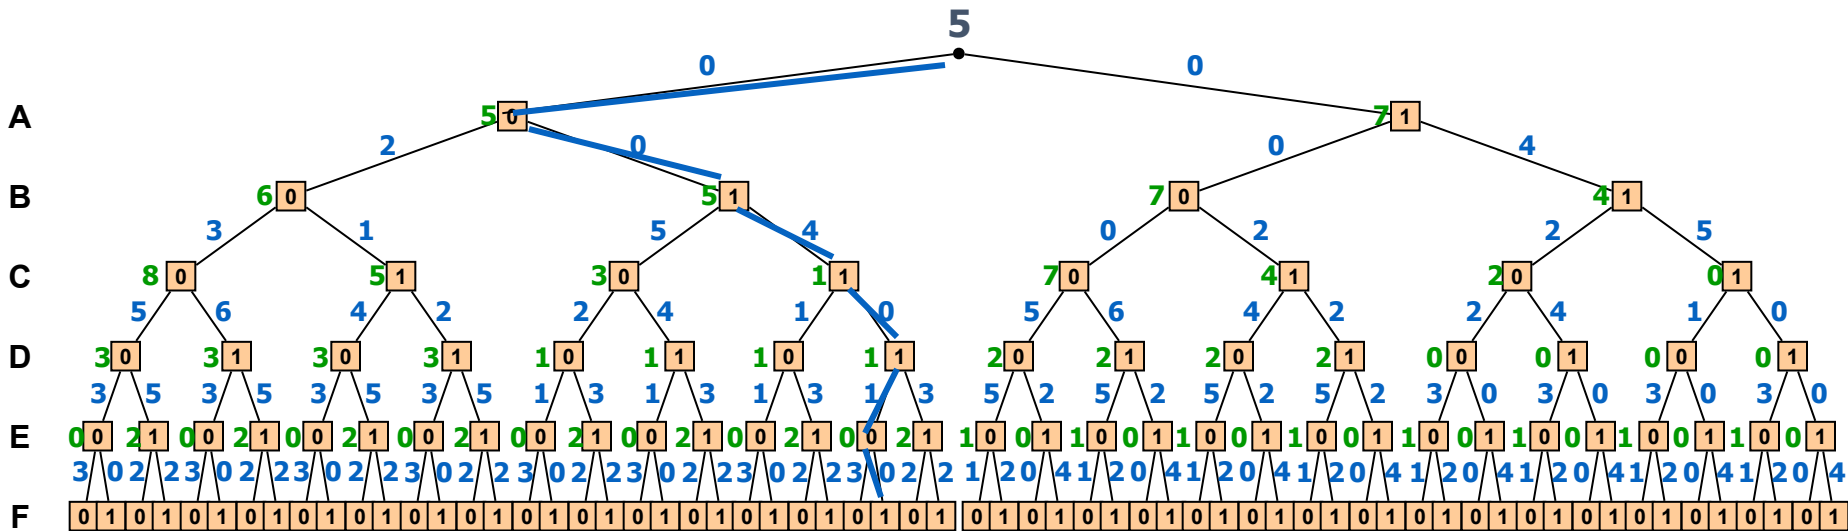 5
0 0
A 5 0 7 1
2 0 0 4
B 6 0 5 1 7 0 4 1
3 1 5 4 0 2 2 5
C 8 0 5 1 3 0 1 1 7 0 4 1 2 0 0 1
5 6 4 2 2 4 1 0 5 6 4 2 2 4 1 0
D 3 0 3 1 3 0 3 1 1 0 1 1 1 0 1 1 2 0 2 1 2 0 2 1 0 0 0 1 0 0 0 1
3 5 3 5 3 5 3 5 1 3 1 3 1 3 1 3 5 2 5 2 5 2 5 2 3 0 3 0 3 0 3 0
E 0 0 2 1 0 0 2 1 0 0 2 1 0 0 2 1 0 0 2 1 0 0 2 1 0 0 2 1 0 0 2 1 1 0 0 1 1 0 0 1 1 0 0 1 1 0 0 1 1 0 0 1 1 0 0 1 1 0 0 1 1 0 0 1
3 0 2 2 3 0 2 2 3 0 2 2 3 0 2 2 3 0 2 2 3 0 2 2 3 0 2 2 3 0 2 2 1 2 0 4 1 2 0 4 1 2 0 4 1 2 0 4 1 2 0 4 1 2 0 4 1 2 0 4 1 2 0 4
F 0 1 0 1 0 1 0 1 0 1 0 1 0 1 0 1 0 1 0 1 0 1 0 1 0 1 0 1 0 1 0 1 0 1 0 1 0 1 0 1 0 1 0 1 0 1 0 1 0 1 0 1 0 1 0 1 0 1 0 1 0 1 0 1